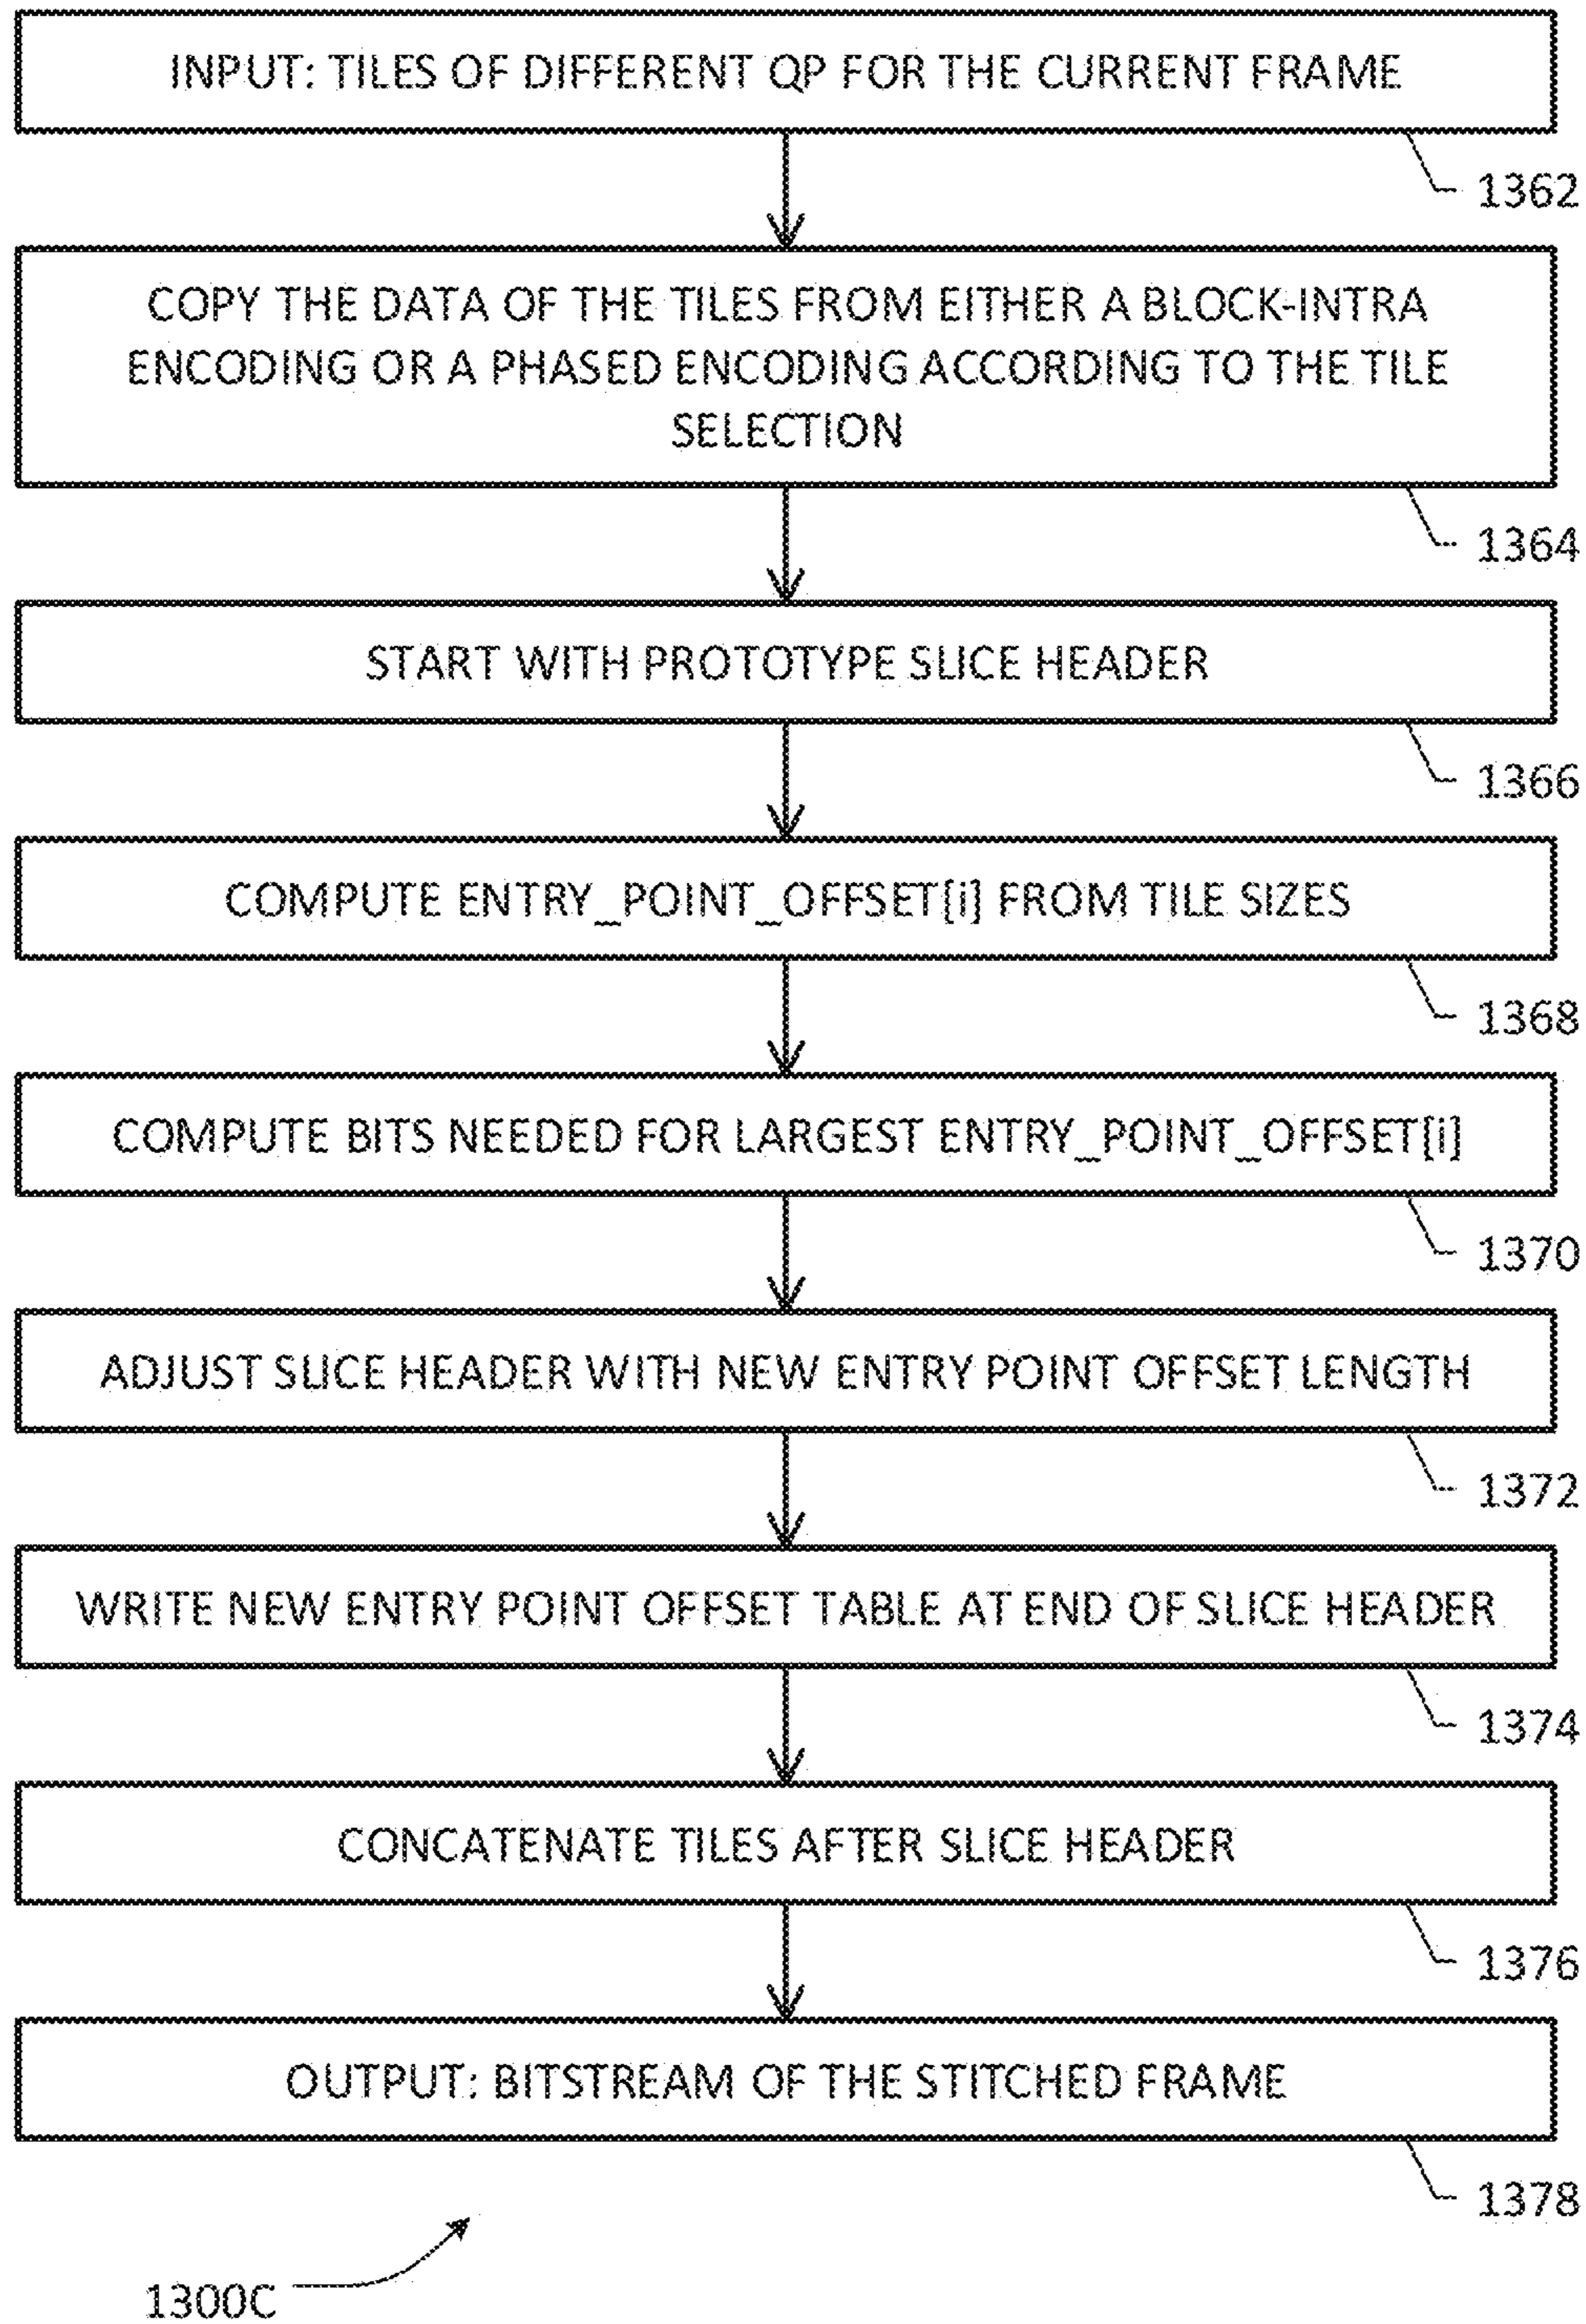 INPUT: TILES OF DIFFERENT QP FOR THE CURRENT FRAME
1362
COPY THE DATA OF THE TILES FROM EITHER A BLOCK-INTRA
ENCODING OR A PHASED ENCODING ACCORDING TO THE TILE
SELECTION
1364
START WITH PROTOTYPE SLICE HEADER
1366
COMPUTE ENTRY_POINT_OFFSET[i] FROM TILE SIZES
1368
COMPUTE BITS NEEDED FOR LARGEST ENTRY_POINT_OFFSET[i]
1370
ADJUST SLICE HEADER WITH NEW ENTRY POINT OFFSET LENGTH
1372
WRITE NEW ENTRY POINT OFFSET TABLE AT END OF SLICE HEADER
1374
CONCATENATE TILES AFTER SLICE HEADER
1376
OUTPUT: BITSTREAM OF THE STITCHED FRAME
1378
1300C